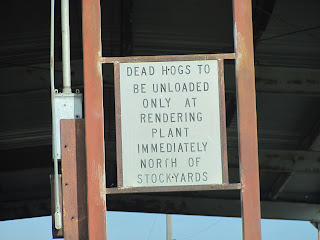 DEAD HOGS TO
BE UNLOADED
ONLY AT
RENDERING
PLANT
IMMEDIATELY
NORTH OF
STOCKYARDS